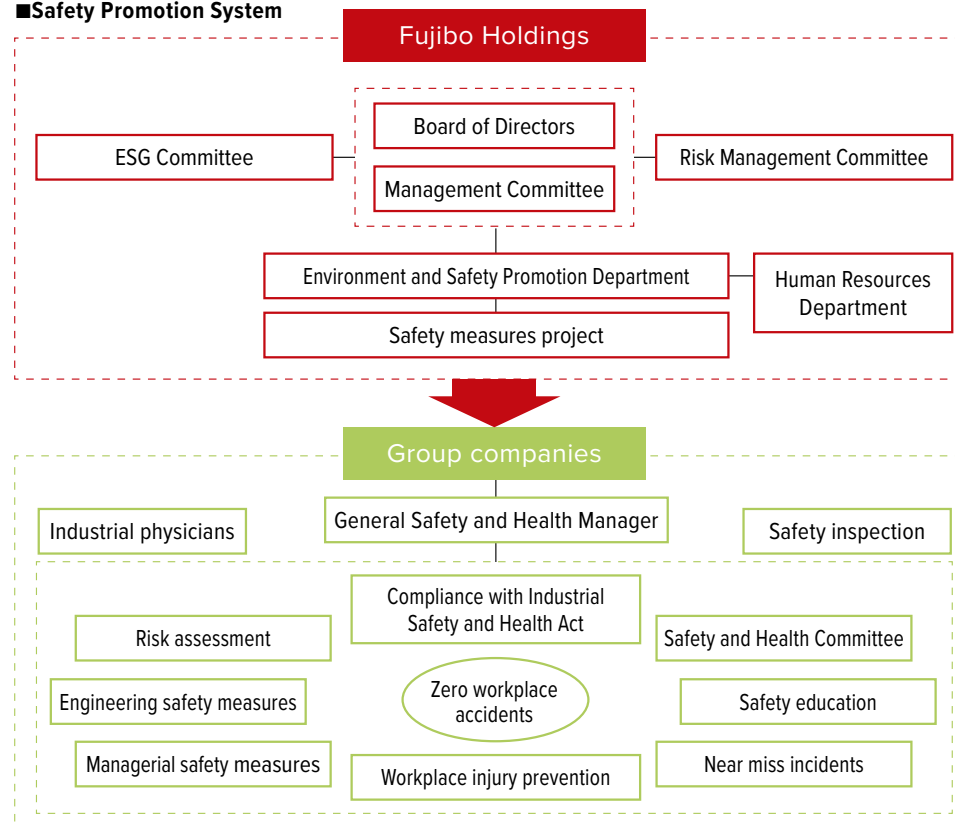 ■Safety Promotion System
Fujibo Holdings
Board of Directors
ESG Committee
Risk Management Committee
Management Committee
Environment and Safety Promotion Department
Human Resources
Department
Safety measures project
Group companies
Industrial physicians
General Safety and Health Manager
Safety inspection
Compliance with Industrial
Safety and Health Act
Risk assessment
Safety and Health Committee
Engineering safety measures
Zero workplace
accidents
Safety education
Managerial safety measures
Workplace injury prevention
Near miss incidents